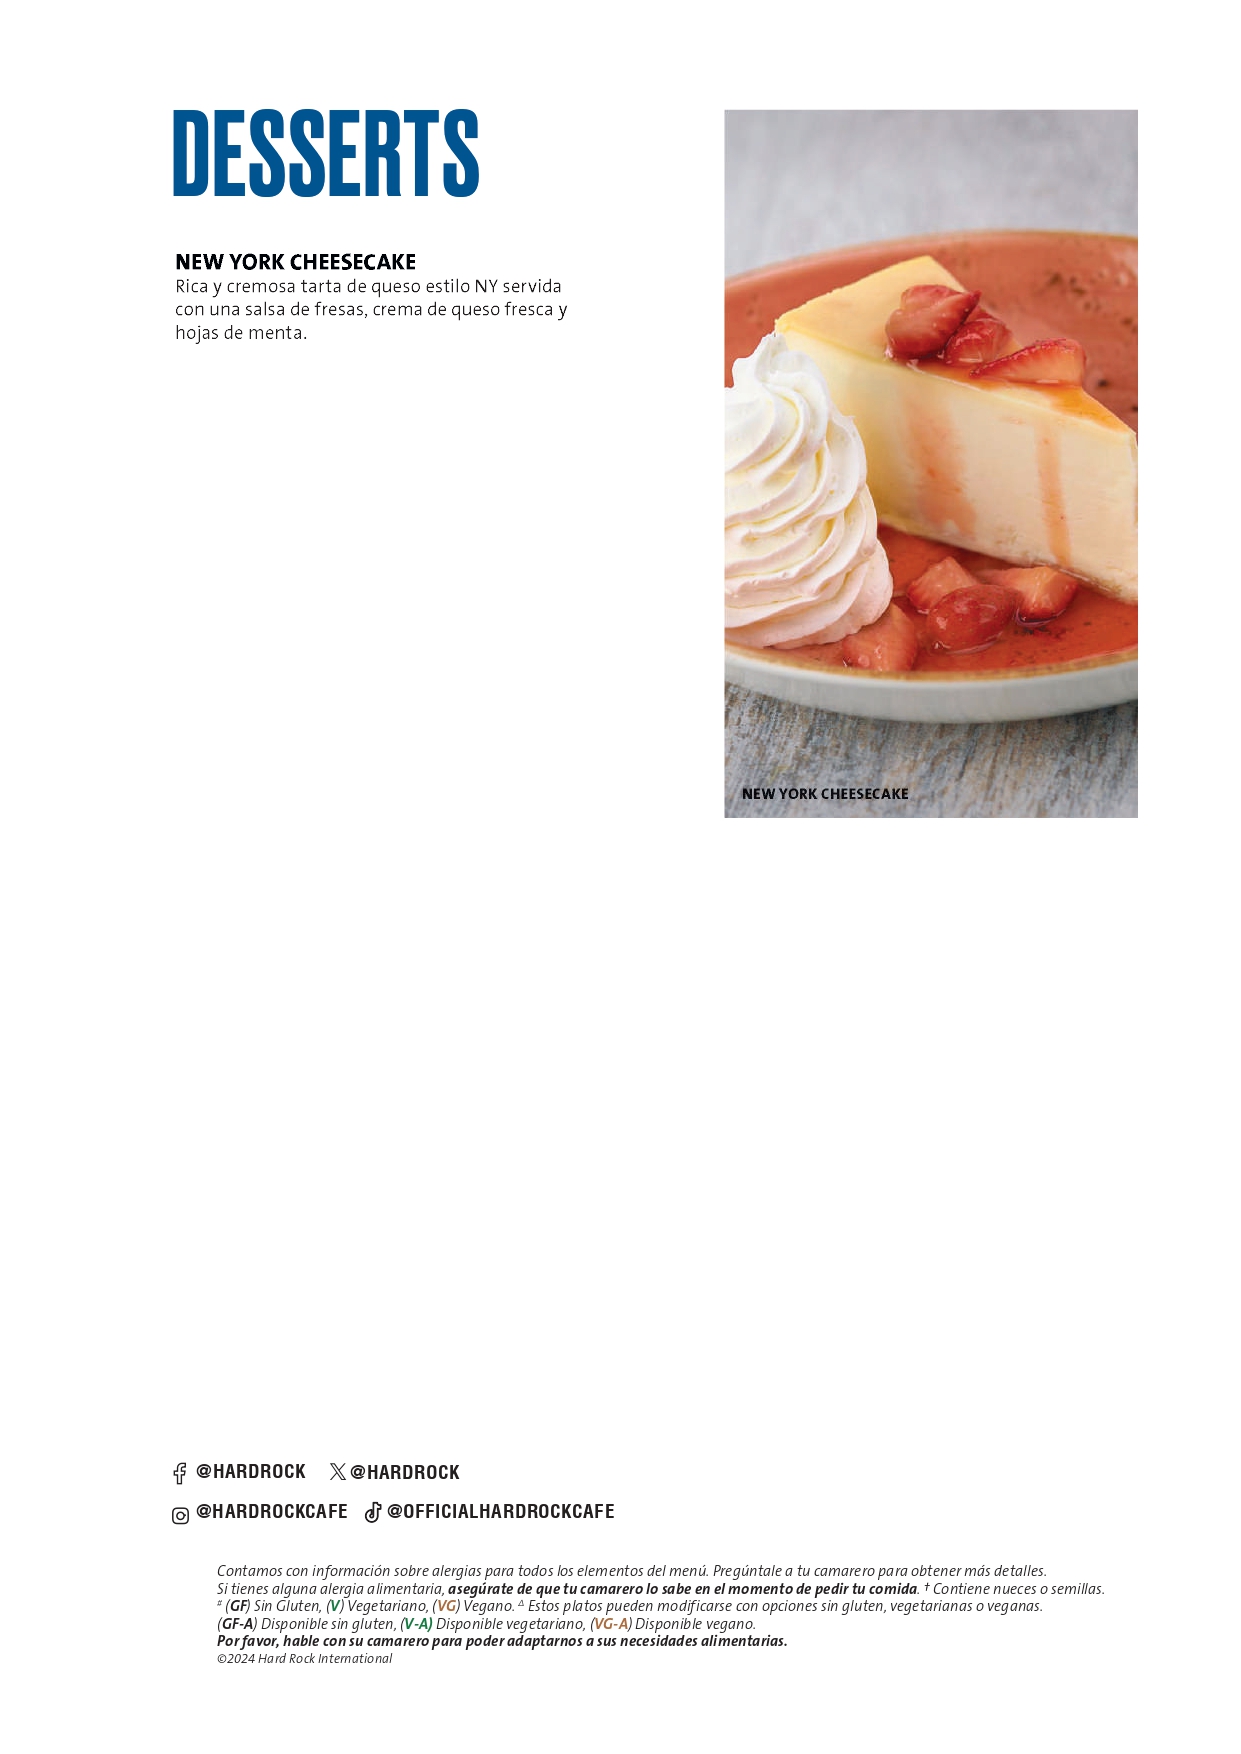 DESSERTS
NEW YORK CHEESECAKE
Rica y cremosa tarta de queso estilo NY servida
con una salsa de fresas, crema de queso fresca y
hojas de menta.
NEW YORK CHEESECAKE
@HARDROCK @HARDROCK
@HARDROCKCAFE @OFFICIALHARDROCKCAFE
Contamos con información sobre alergias para todos los elementos del menú. Pregúntale a tu camarero para obtener más detalles.
Si tienes alguna alergia alimentaria, asegúrate de que tu camarero lo sabe en el momento de pedir tu comida. † Contiene nueces o semillas.
# (GF) Sin Gluten, (V) Vegetariano, (VG) Vegano. Δ Estos platos pueden modificarse con opciones sin gluten, vegetarianas o veganas.
(GF-A) Disponible sin gluten, (V-A) Disponible vegetariano, (VG-A) Disponible vegano.
Por favor, hable con su camarero para poder adaptarnos a sus necesidades alimentarias.
©2024 Hard Rock International